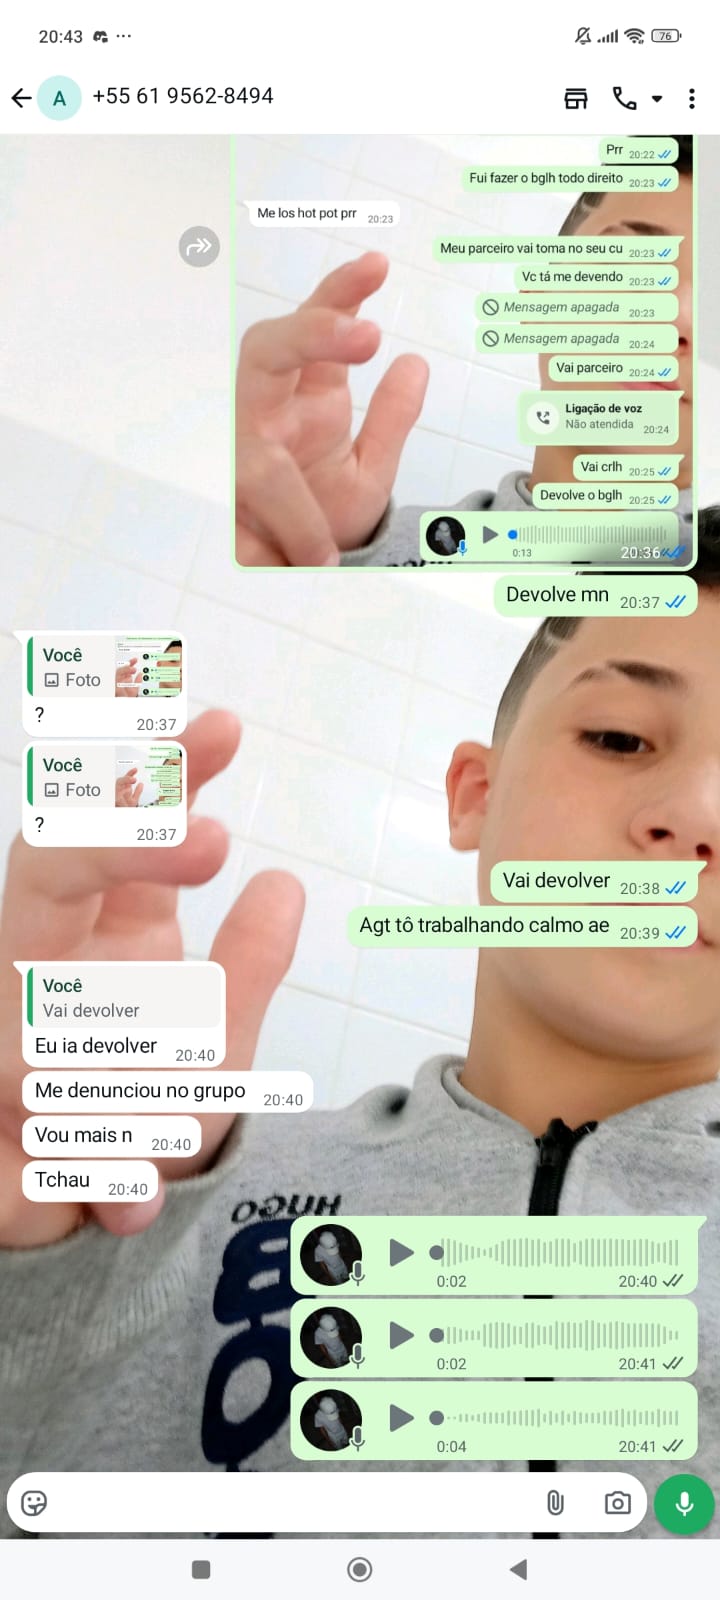 20:43
76
A
+55 61 9562-8494
Prr 20:22
Fui fazer o bglh todo direito 20:23
Me los hot pot prr 20:23
Meu parceiro vai toma no seu cu 20:23
Vc tá me devendo 20:23
Mensagem apagada 20:23
Mensagem apagada 20:24
Vai parceiro 20:24
Ligação de voz
Não atendida 20:24
Vai crlh 20:25
Devolve o bglh 20:25
0:13 20:36
Devolve mn 20:37
Você
Foto
? 20:37
Você
Foto
? 20:37
Vai devolver 20:38
Agt tô trabalhando calmo ae 20:39
Você
Vai devolver
Eu ia devolver 20:40
Me denunciou no grupo 20:40
Vou mais n 20:40
Tchau 20:40
HUGO
BO
0:02 20:40
0:02 20:41
0:04 20:41